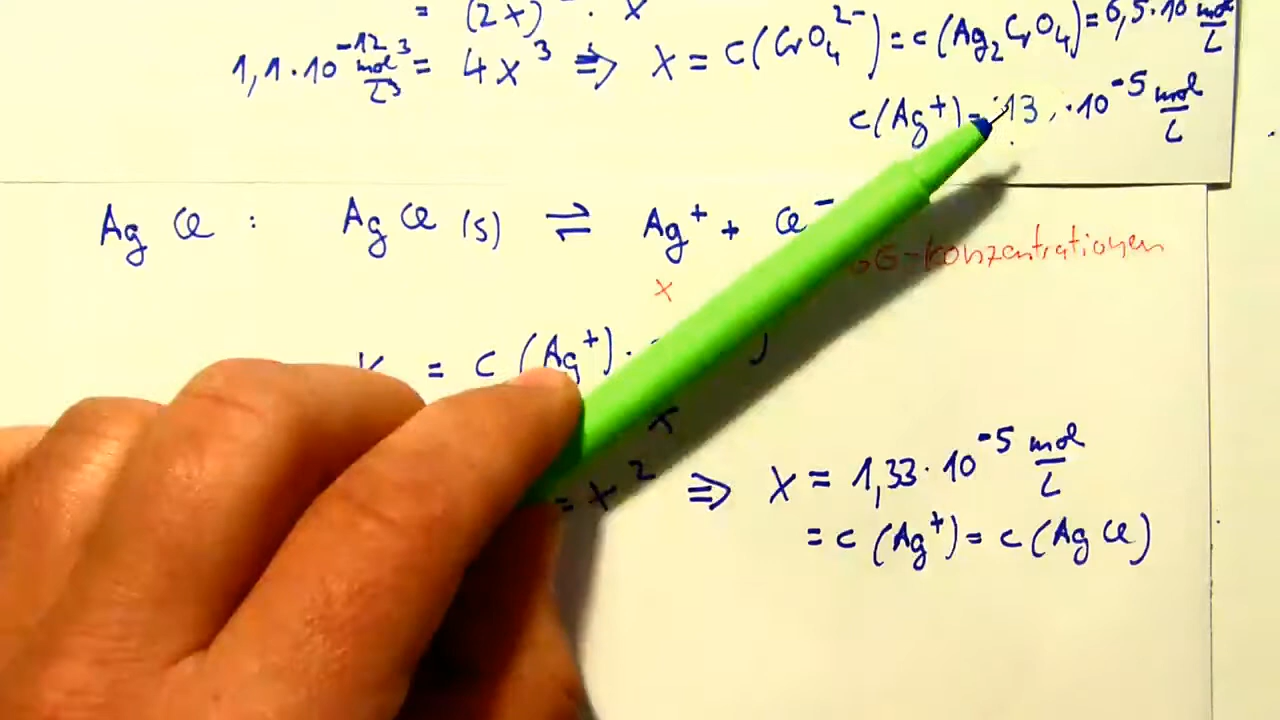 = (2x) · x
1,1·10⁻¹² mol³/L³ = 4x³ ⇒ x = c(CrO₄²⁻) = c(Ag₂CrO₄) = 6,5·10 mol/L
c(Ag⁺) = 13 · 10⁻⁵ mol/L
AgCl : AgCl (s) ⇌ Ag⁺ + Cl⁻
GG-Konzentrationen
x
= c (Ag⁺) ·
x
= x² ⇒ x = 1,33·10⁻⁵ mol/L
= c (Ag⁺) = c (AgCl)